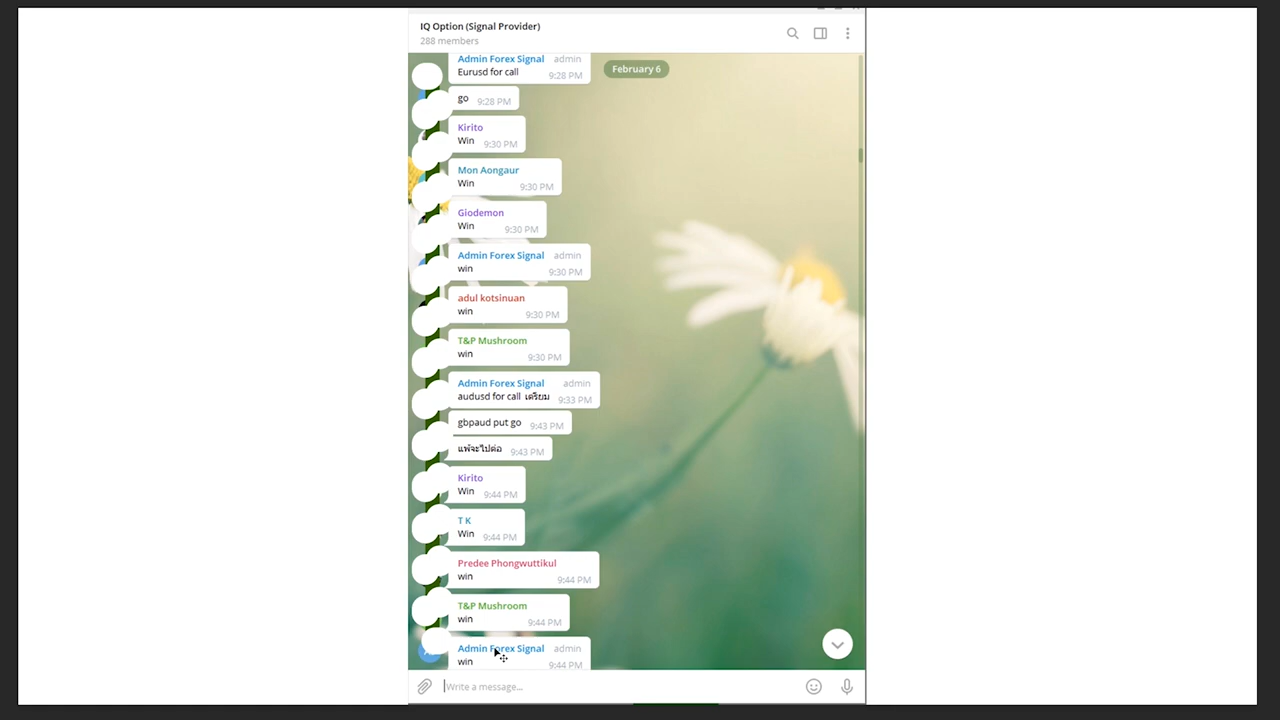 IQ Option (Signal Provider)
288 members
February 6
Admin Forex Signal admin
Eurusd for call 9:28 PM
go 9:28 PM
Kirito
Win 9:30 PM
Mon Aongaur
Win 9:30 PM
Giodemon
Win 9:30 PM
Admin Forex Signal admin
win 9:30 PM
adul kotsinuan
win 9:30 PM
T&P Mushroom
win 9:30 PM
Admin Forex Signal admin
audusd for call เตรียม 9:33 PM
gbpaud put go 9:43 PM
แพ้จะไปต่อ 9:43 PM
Kirito
Win 9:44 PM
T K
Win 9:44 PM
Predee Phongwuttikul
win 9:44 PM
T&P Mushroom
win 9:44 PM
Admin Forex Signal admin
win 9:44 PM
Write a message...